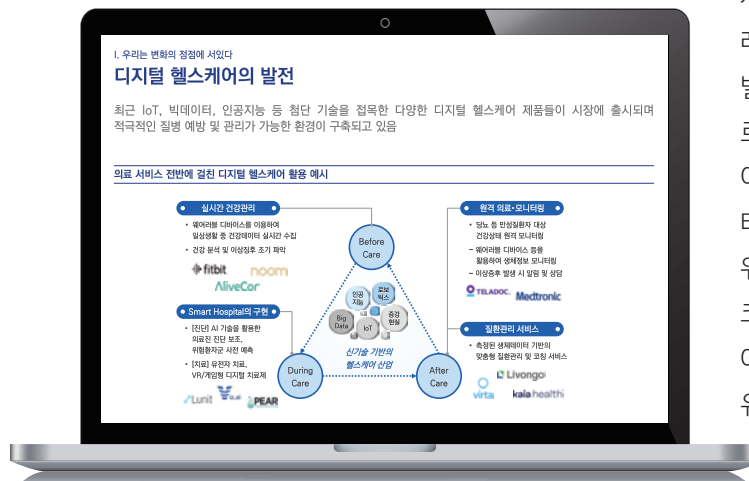 I. 우리는 변화의 정점에 서있다
디지털 헬스케어의 발전
최근 IoT, 빅데이터, 인공지능 등 첨단 기술을 접목한 다양한 디지털 헬스케어 제품들이 시장에 출시되며
적극적인 질병 예방 및 관리가 가능한 환경이 구축되고 있음
의료 서비스 전반에 걸친 디지털 헬스케어 활용 예시
실시간 건강관리
• 웨어러블 디바이스를 이용하여
일상생활 중 건강데이터 실시간 수집
• 건강 분석 및 이상징후 조기 파악
fitbit
noom
AliveCor
Smart Hospital의 구현
• [진단] AI 기술을 활용한
의료진 진단 보조,
위험환자군 사전 예측
• [치료] 유전자 치료,
VR/게임형 디지털 치료제
Lunit
PEAR
Before
Care
인공
지능
로보
틱스
Big
Data
IoT
증강
현실
신기술 기반의
헬스케어 산업
During
Care
After
Care
원격 의료•모니터링
• 당뇨 등 만성질환자 대상
건강상태 원격 모니터링
– 웨어러블 디바이스 등을
활용하여 생체정보 모니터링
– 이상증후 발생 시 알림 및 상담
TELADOC.
Medtronic
질환관리 서비스
• 측정된 생체데이터 기반의
맞춤형 질환관리 및 코칭 서비스
Livongo
virta
kaia health